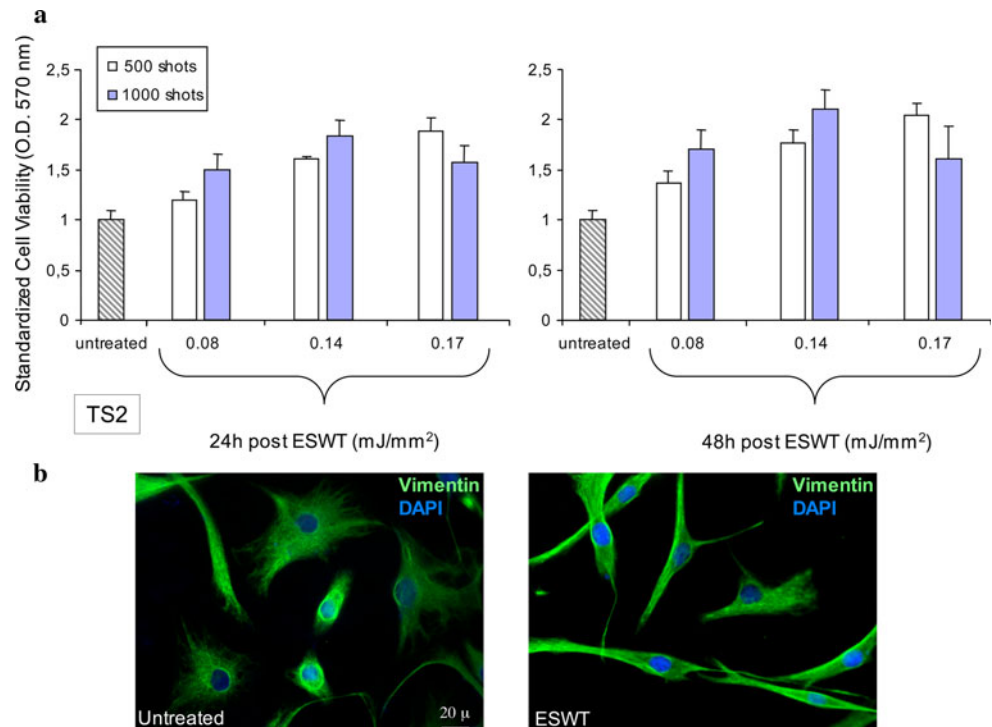 a
Standardized Cell Viability (O.D. 570 nm)
500 shots
1000 shots
2,5
2
1,5
1
0,5
0
untreated 0.08 0.14 0.17
24h post ESWT (mJ/mm²)
2,5
2
1,5
1
0,5
0
untreated 0.08 0.14 0.17
48h post ESWT (mJ/mm²)
TS2
b
Vimentin
DAPI
Untreated
20 μ
Vimentin
DAPI
ESWT